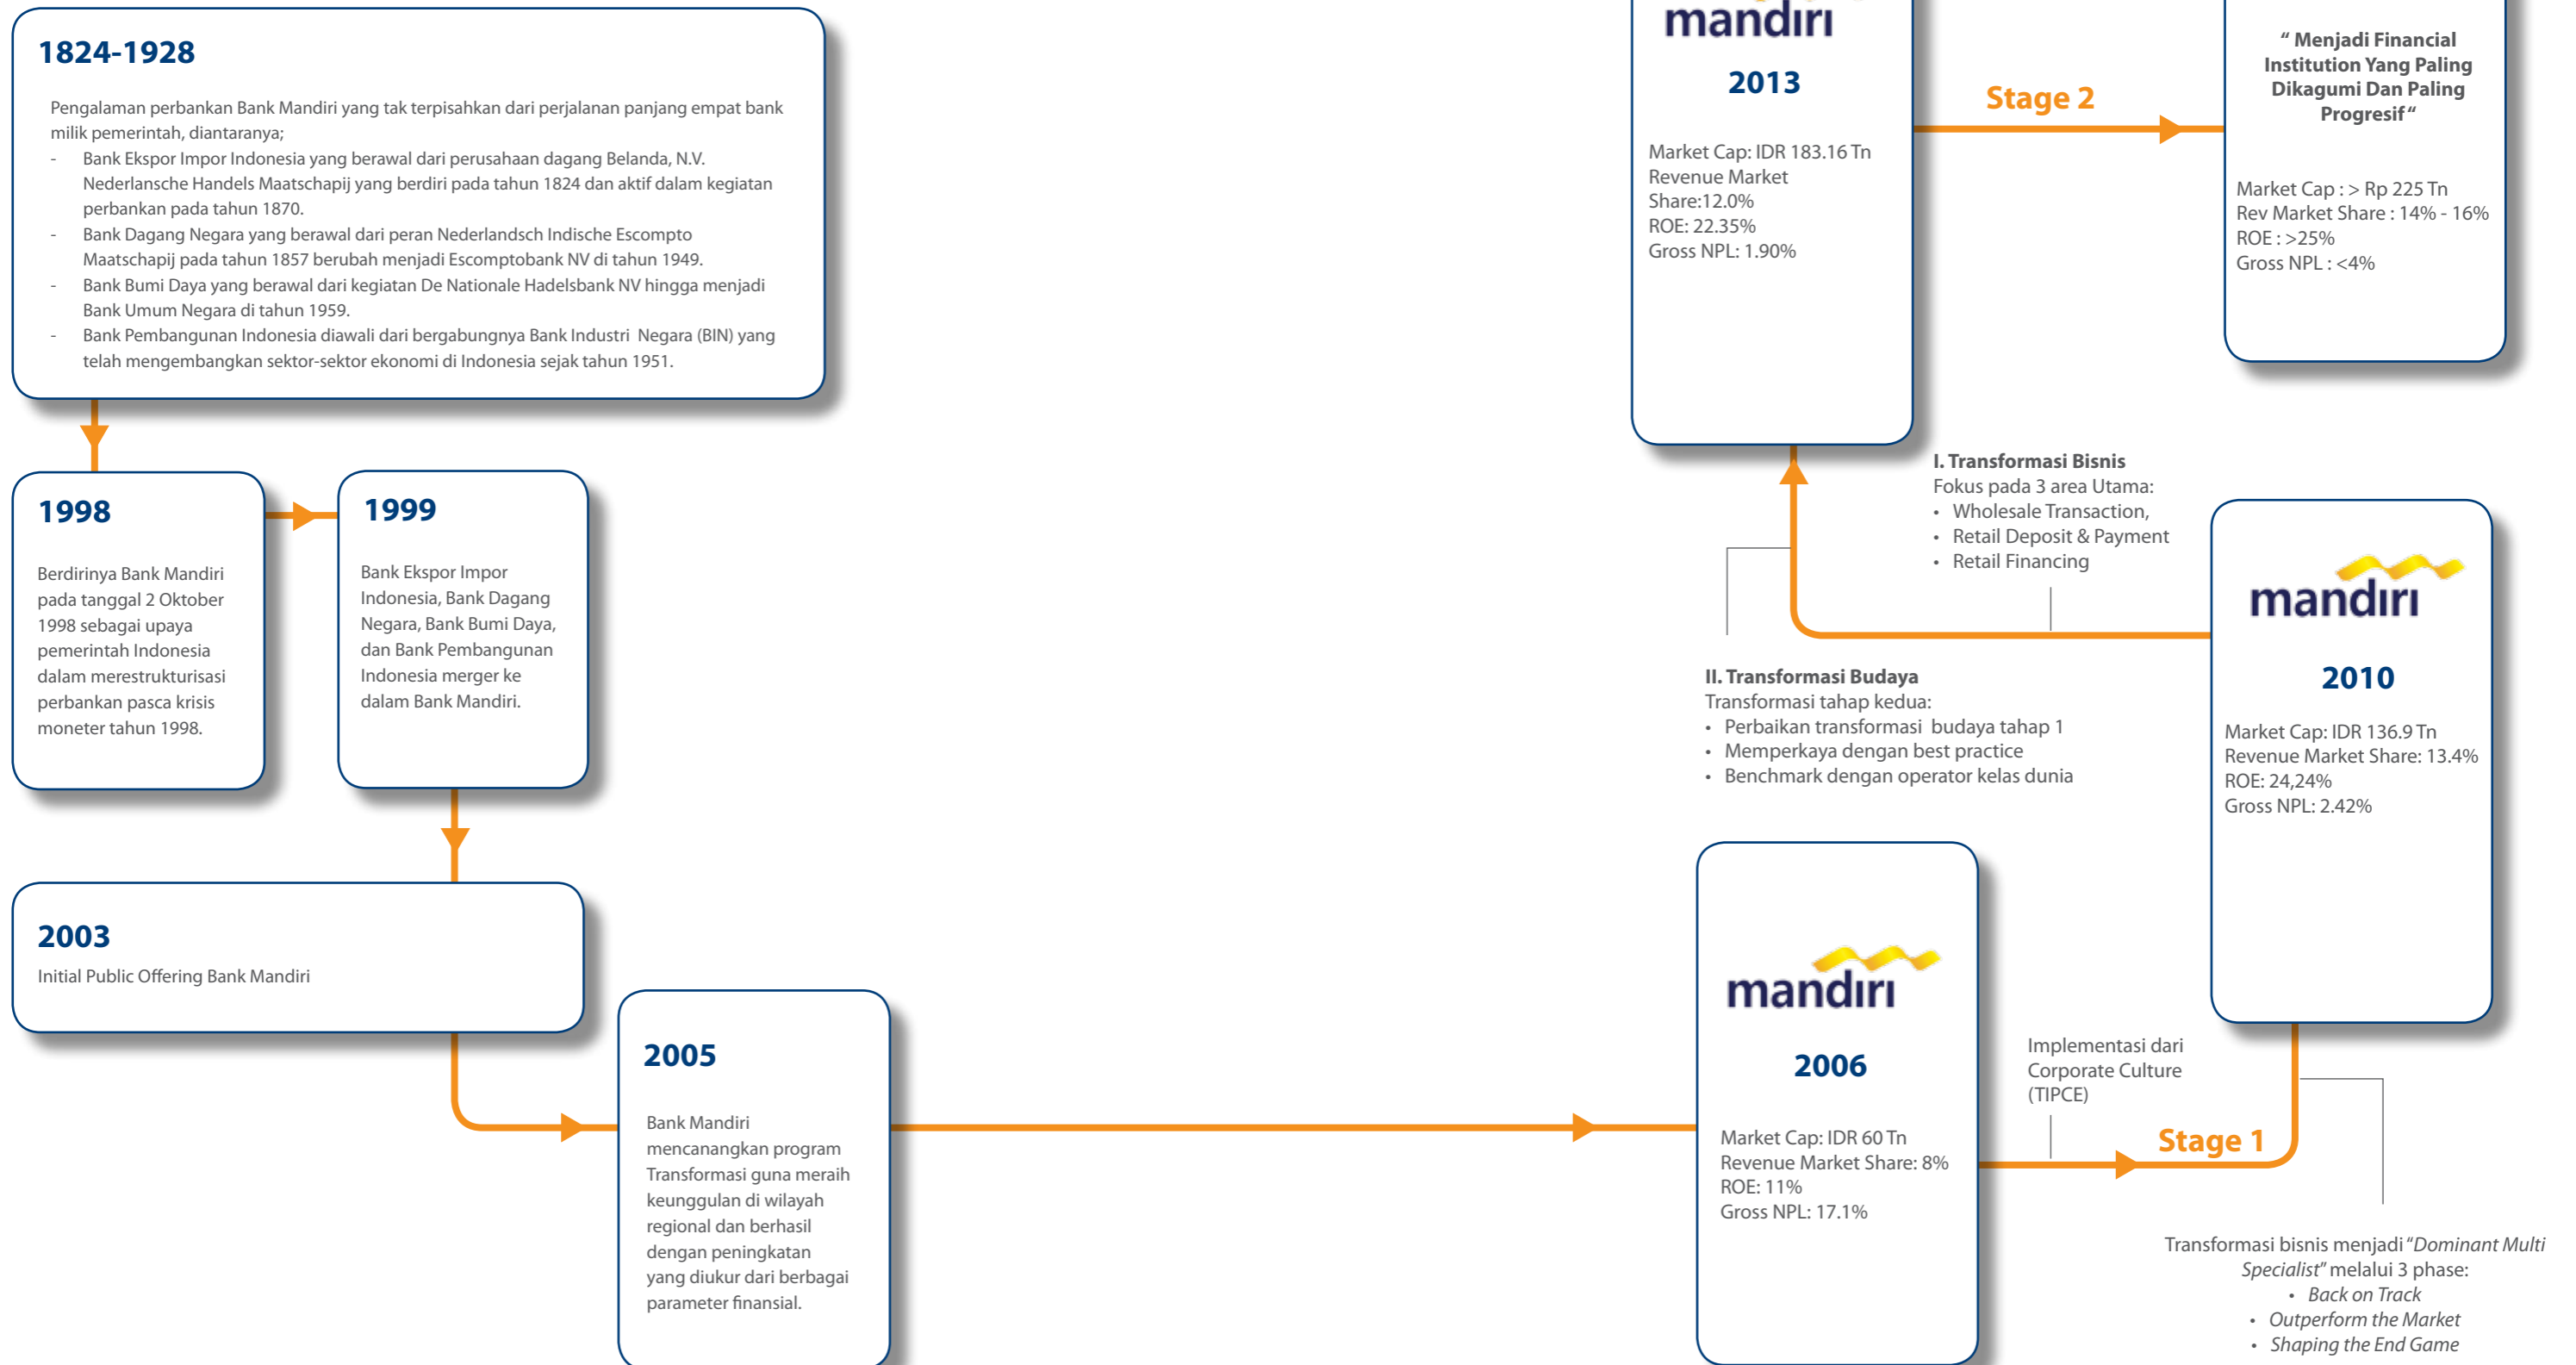 1824-1928
Pengalaman perbankan Bank Mandiri yang tak terpisahkan dari perjalanan panjang empat bank
milik pemerintah, diantaranya;
- Bank Ekspor Impor Indonesia yang berawal dari perusahaan dagang Belanda, N.V.
Nederlansche Handels Maatschapij yang berdiri pada tahun 1824 dan aktif dalam kegiatan
perbankan pada tahun 1870.
- Bank Dagang Negara yang berawal dari peran Nederlandsch Indische Escompto
Maatschapij pada tahun 1857 berubah menjadi Escomptobank NV di tahun 1949.
- Bank Bumi Daya yang berawal dari kegiatan De Nationale Hadelsbank NV hingga menjadi
Bank Umum Negara di tahun 1959.
- Bank Pembangunan Indonesia diawali dari bergabungnya Bank Industri Negara (BIN) yang
telah mengembangkan sektor-sektor ekonomi di Indonesia sejak tahun 1951.
1998
Berdirinya Bank Mandiri
pada tanggal 2 Oktober
1998 sebagai upaya
pemerintah Indonesia
dalam merestrukturisasi
perbankan pasca krisis
moneter tahun 1998.
1999
Bank Ekspor Impor
Indonesia, Bank Dagang
Negara, Bank Bumi Daya,
dan Bank Pembangunan
Indonesia merger ke
dalam Bank Mandiri.
2003
Initial Public Offering Bank Mandiri
2005
Bank Mandiri
mencanangkan program
Transformasi guna meraih
keunggulan di wilayah
regional dan berhasil
dengan peningkatan
yang diukur dari berbagai
parameter finansial.
mandiri
2006
Market Cap: IDR 60 Tn
Revenue Market Share: 8%
ROE: 11%
Gross NPL: 17.1%
Implementasi dari
Corporate Culture
(TIPCE)
Stage 1
Transformasi bisnis menjadi “Dominant Multi
Specialist” melalui 3 phase:
• Back on Track
• Outperform the Market
• Shaping the End Game
mandiri
2010
Market Cap: IDR 136.9 Tn
Revenue Market Share: 13.4%
ROE: 24,24%
Gross NPL: 2.42%
I. Transformasi Bisnis
Fokus pada 3 area Utama:
• Wholesale Transaction,
• Retail Deposit & Payment
• Retail Financing
II. Transformasi Budaya
Transformasi tahap kedua:
• Perbaikan transformasi budaya tahap 1
• Memperkaya dengan best practice
• Benchmark dengan operator kelas dunia
mandiri
2013
Market Cap: IDR 183.16 Tn
Revenue Market
Share:12.0%
ROE: 22.35%
Gross NPL: 1.90%
Stage 2
“ Menjadi Financial
Institution Yang Paling
Dikagumi Dan Paling
Progresif “
Market Cap : > Rp 225 Tn
Rev Market Share : 14% - 16%
ROE : >25%
Gross NPL : <4%